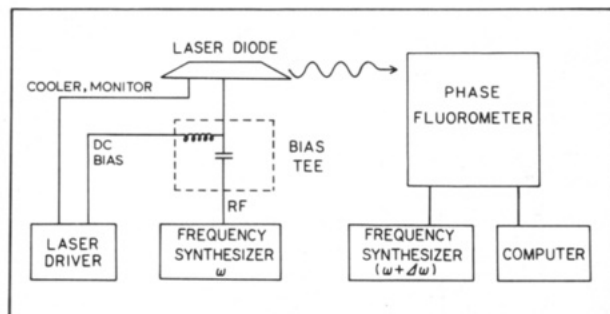 LASER DIODE
COOLER, MONITOR
PHASE
FLUOROMETER
DC
BIAS
BIAS
TEE
RF
LASER
DRIVER
FREQUENCY
SYNTHESIZER
ω
FREQUENCY
SYNTHESIZER
(ω+Δω)
COMPUTER